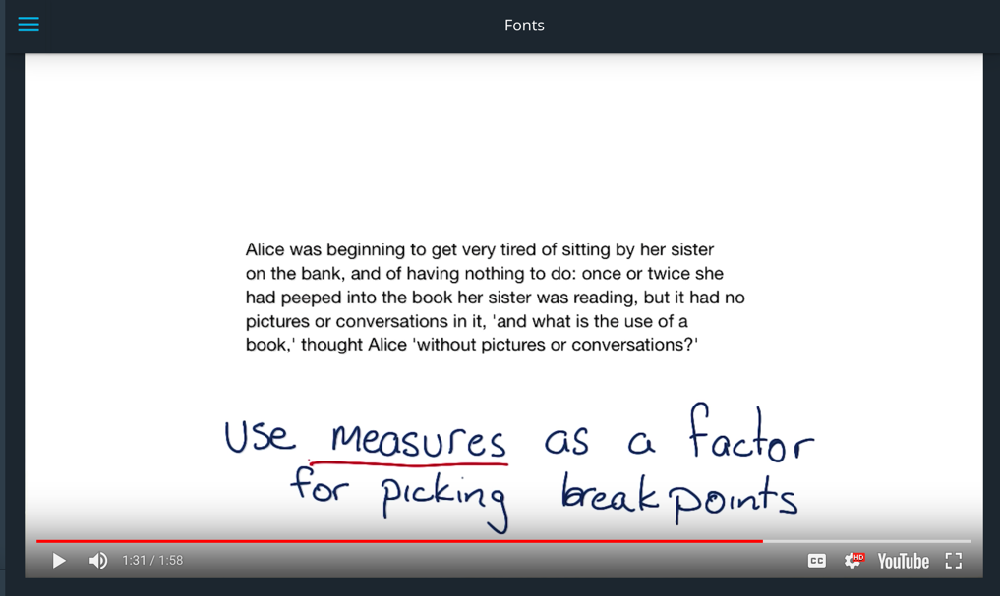 Fonts
Alice was beginning to get very tired of sitting by her sister
on the bank, and of having nothing to do: once or twice she
had peeped into the book her sister was reading, but it had no
pictures or conversations in it, 'and what is the use of a
book,' thought Alice 'without pictures or conversations?'
use measures as a factor
for picking breakpoints
1:31 / 1:58
CC
HD
YouTube